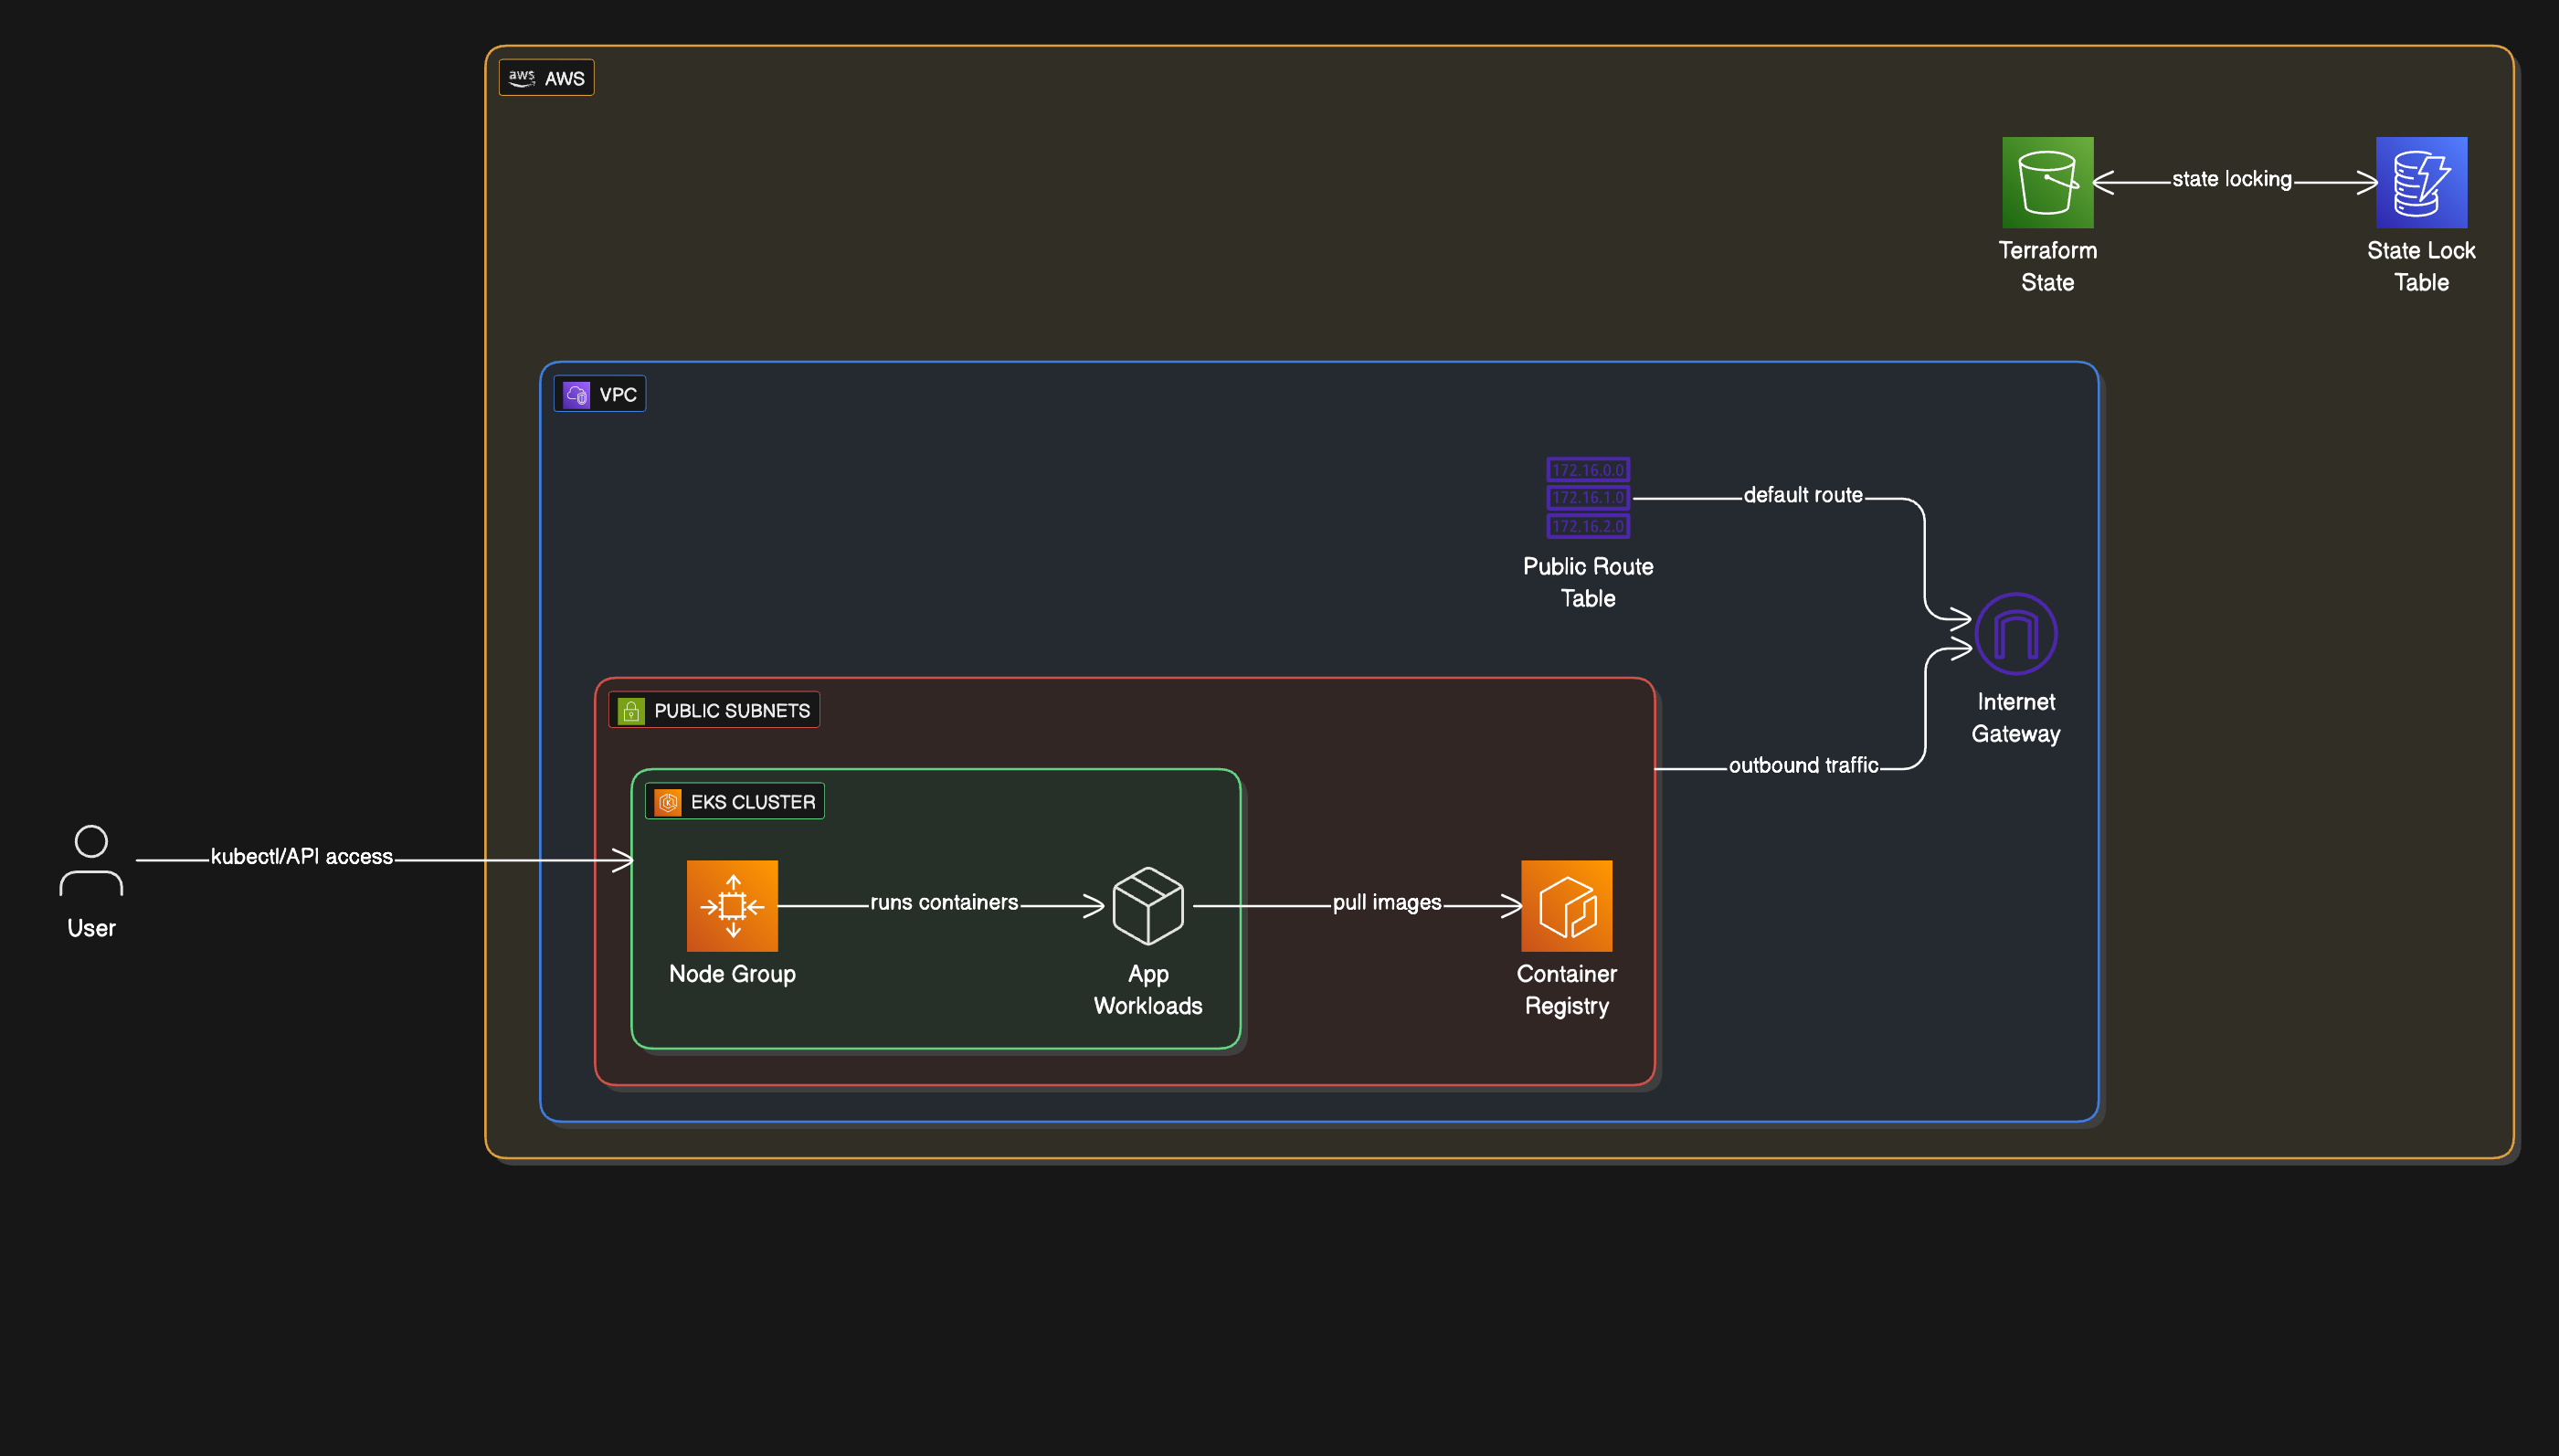 aws AWS
state locking
Terraform
State
State Lock
Table
VPC
172.16.0.0
172.16.1.0
172.16.2.0
default route
Public Route
Table
Internet
Gateway
PUBLIC SUBNETS
outbound traffic
EKS CLUSTER
kubectl/API access
User
runs containers
pull images
Node Group
App
Workloads
Container
Registry